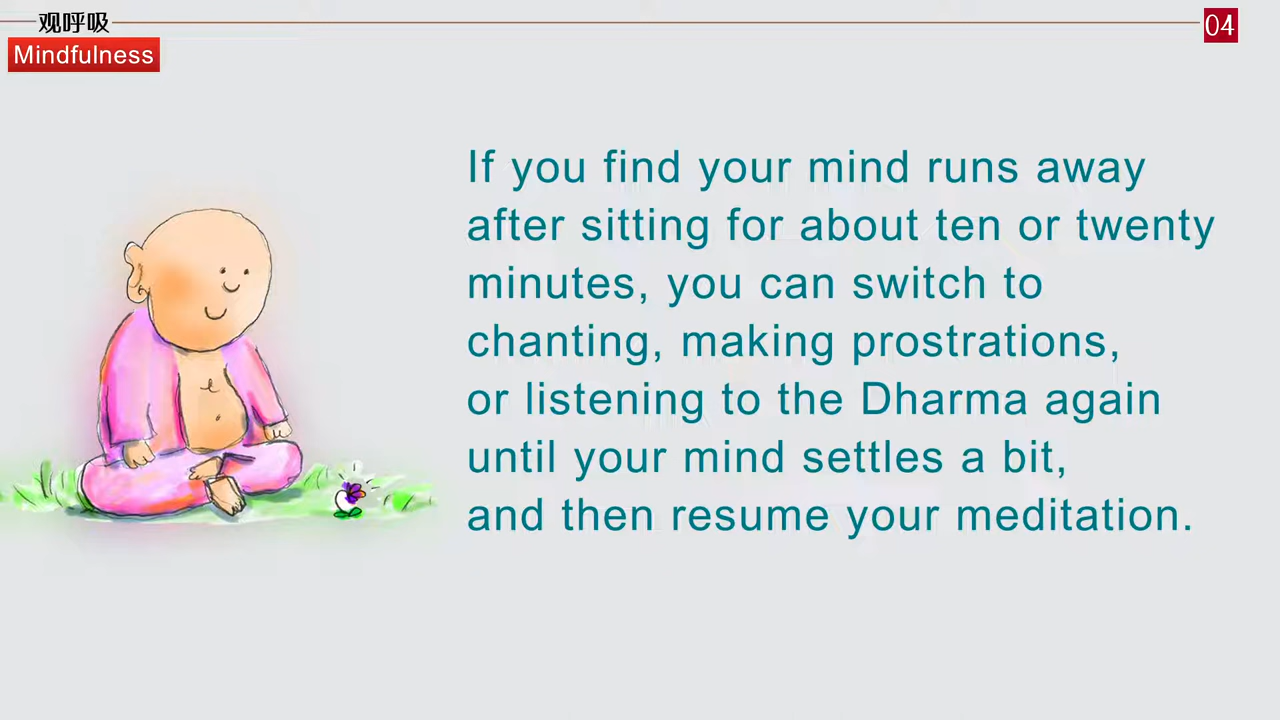 观呼吸
04
Mindfulness
If you find your mind runs away
after sitting for about ten or twenty
minutes, you can switch to
chanting, making prostrations,
or listening to the Dharma again
until your mind settles a bit,
and then resume your meditation.